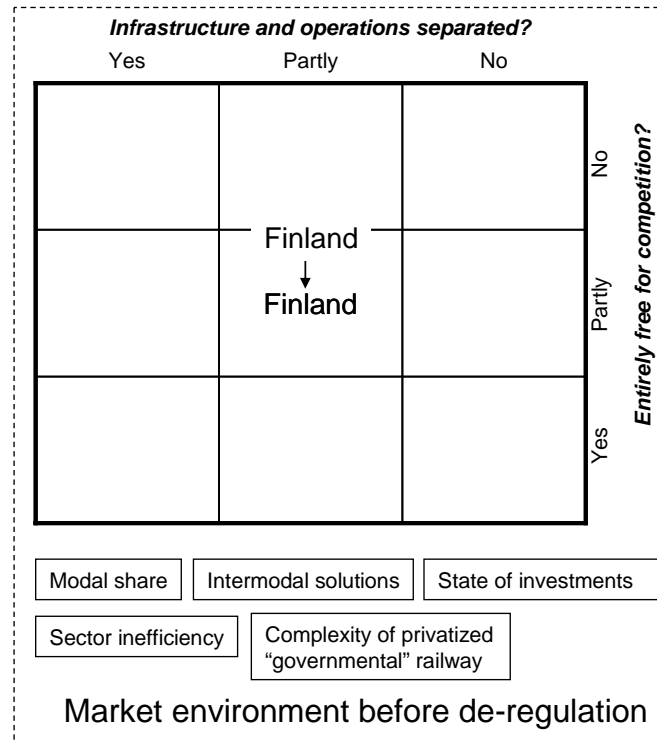 Infrastructure and operations separated?
Yes Partly No
No
Finland
Finland
Partly
Yes
Entirely free for competition?
Modal share
Intermodal solutions
State of investments
Sector inefficiency
Complexity of privatized
“governmental” railway
Market environment before de-regulation